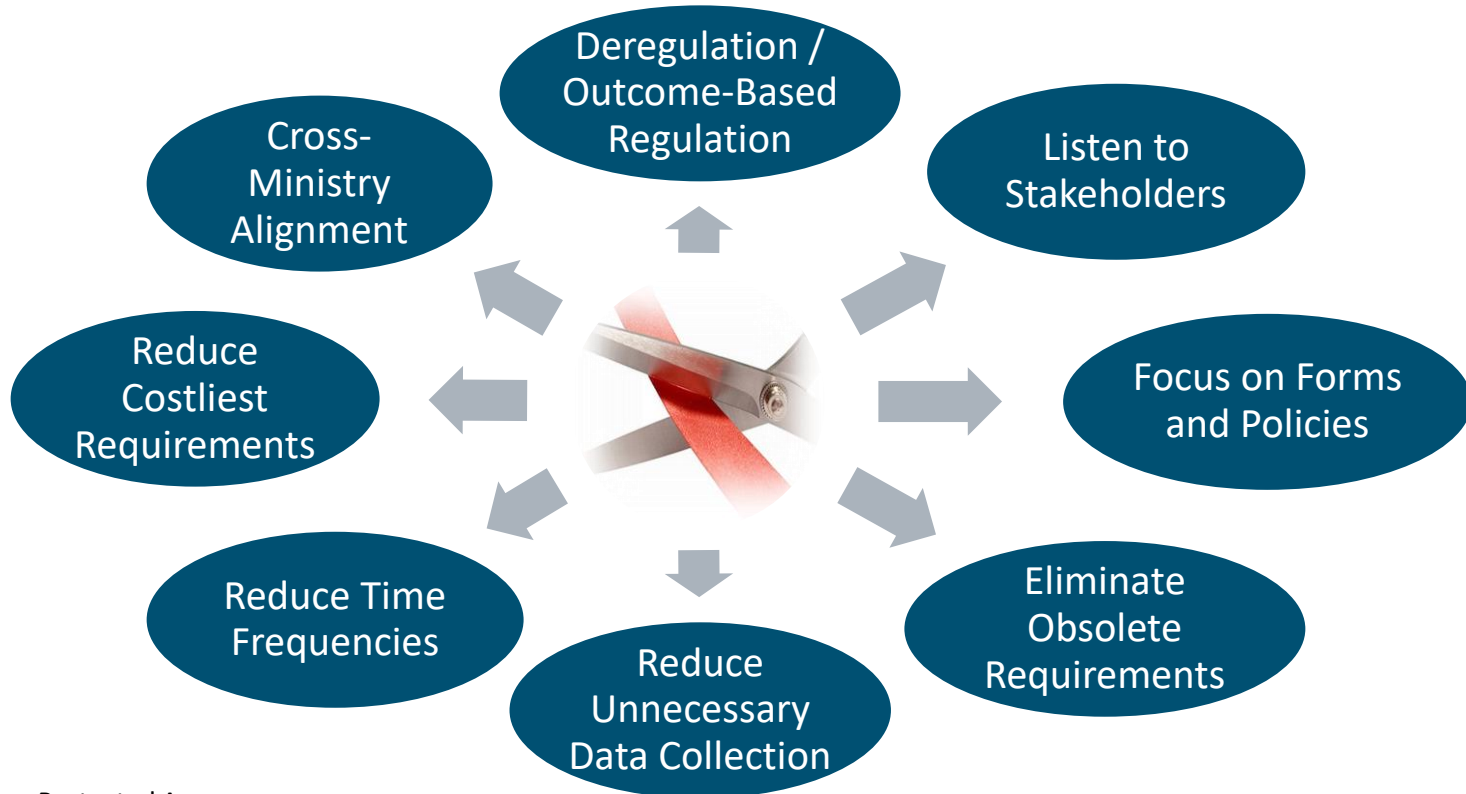 Deregulation /
Outcome-Based
Regulation
Listen to
Stakeholders
Focus on Forms
and Policies
Eliminate
Obsolete
Requirements
Reduce
Unnecessary
Data Collection
Reduce Time
Frequencies
Reduce
Costliest
Requirements
Cross-
Ministry
Alignment